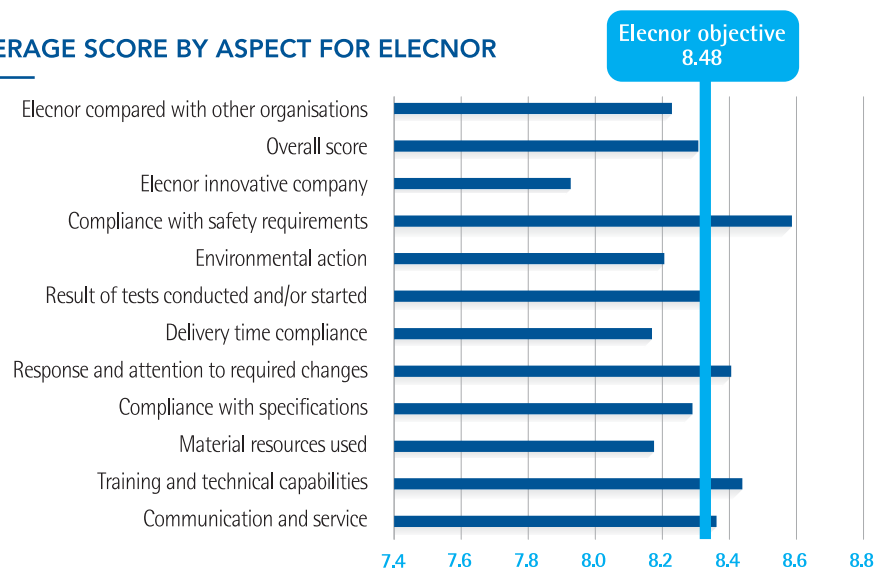 ERAGE SCORE BY ASPECT FOR ELECNOR
Elecnor objective
8.48
Elecnor compared with other organisations
Overall score
Elecnor innovative company
Compliance with safety requirements
Environmental action
Result of tests conducted and/or started
Delivery time compliance
Response and attention to required changes
Compliance with specifications
Material resources used
Training and technical capabilities
Communication and service
7.4 7.6 7.8 8.0 8.2 8.4 8.6 8.8